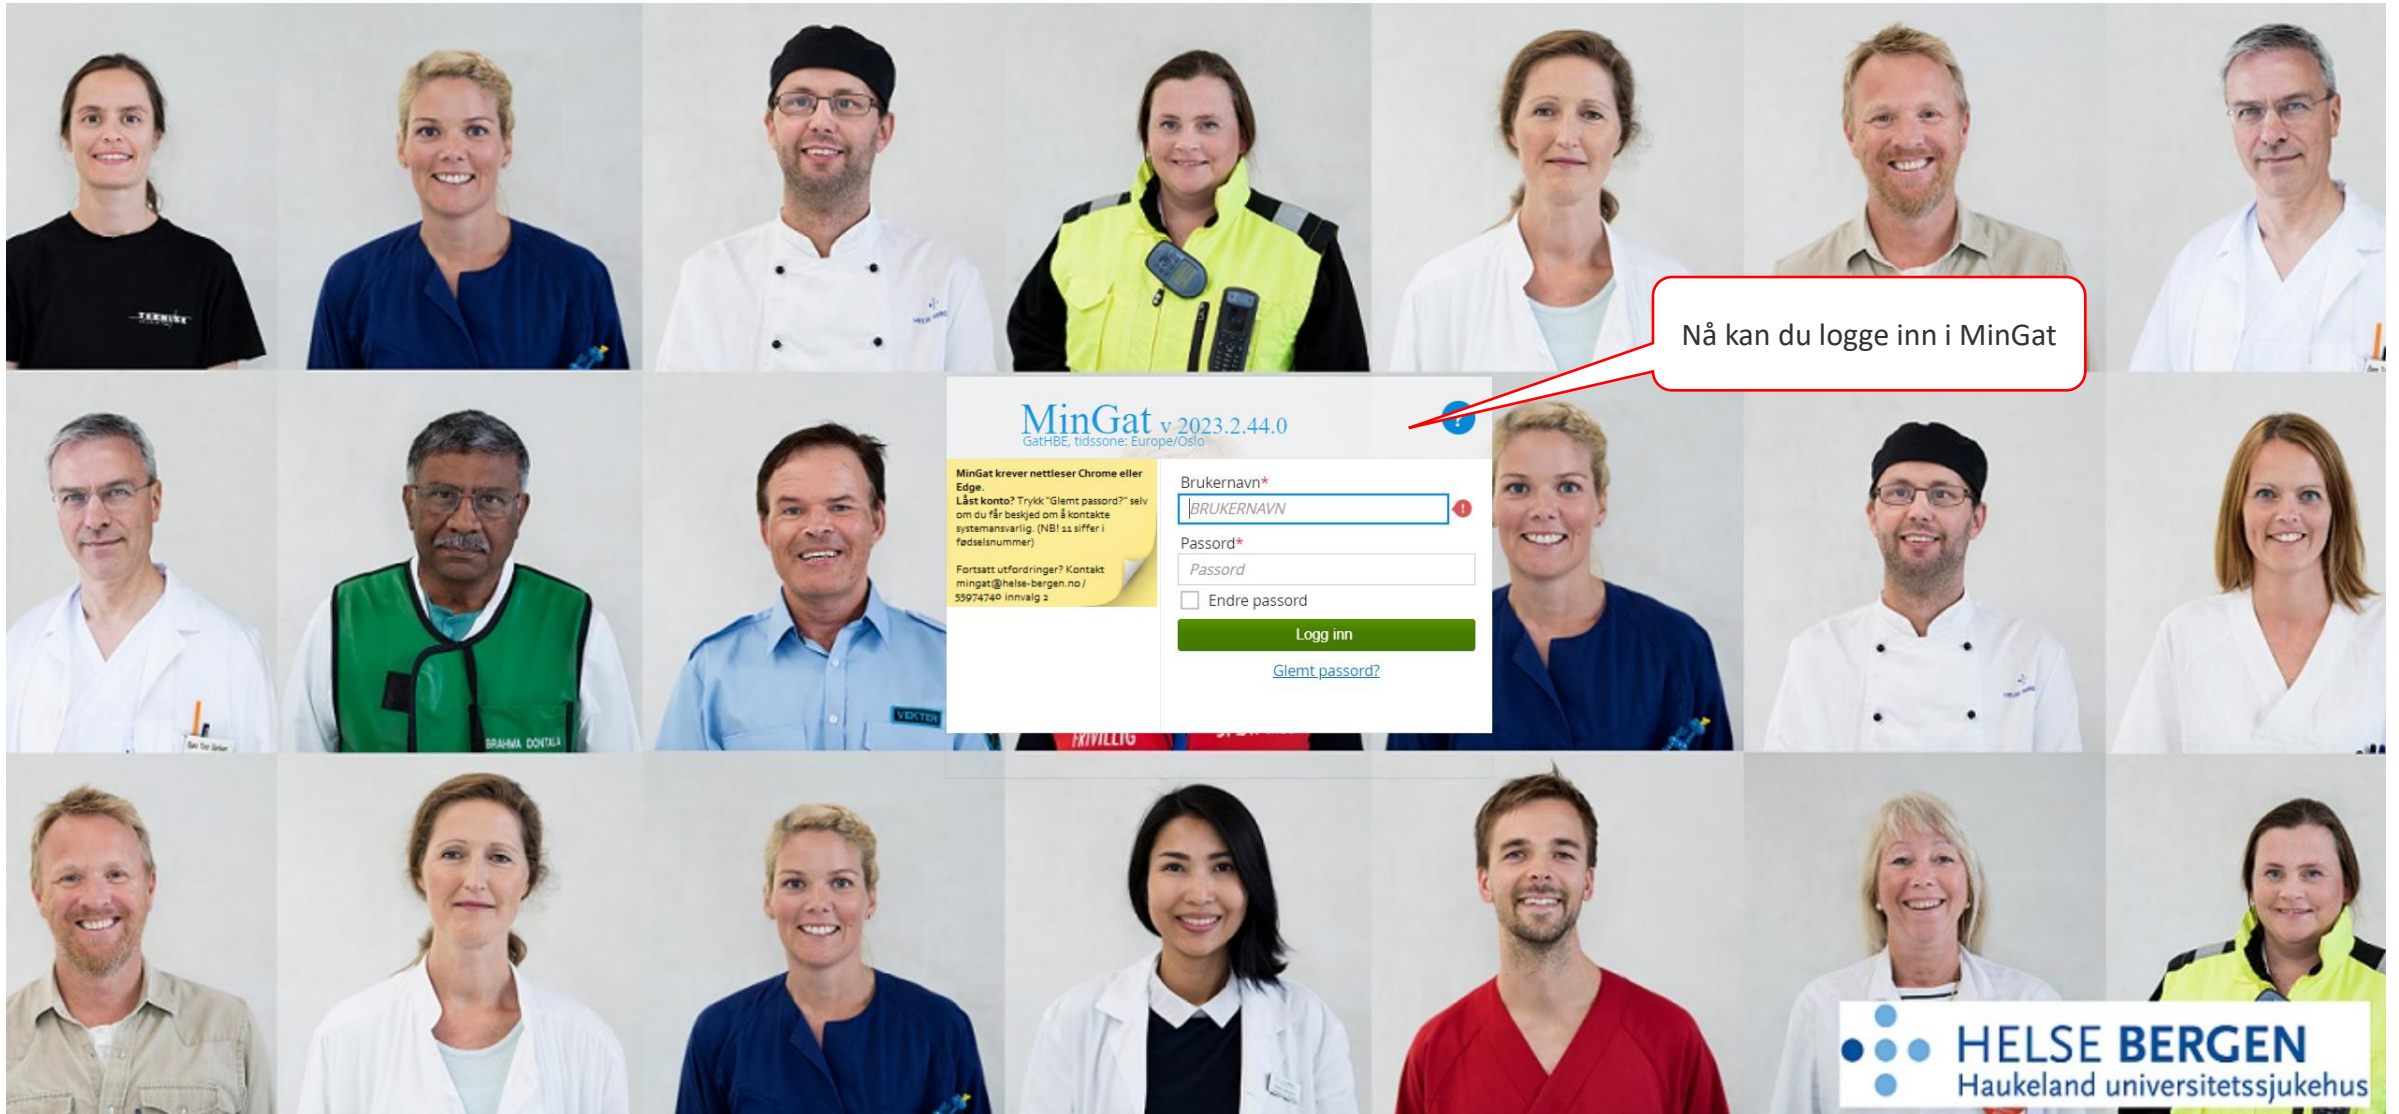 Nå kan du logge inn i MinGat
MinGat v 2023.2.44.0
GatHBE, tidssone: Europe/Oslo
?
MinGat krever nettleser Chrome eller
Edge.
Låst konto? Trykk "Glemt passord?" selv
om du får beskjed om å kontakte
systemansvarlig. (NB! 11 siffer i
fødselsnummer)
Fortsatt utfordringer? Kontakt
mingat@helse-bergen.no /
55974740 innvalg 2
Brukernavn*
BRUKERNAVN
!
Passord*
Passord
Endre passord
Logg inn
Glemt passord?
VEKTER
BRAHMA DONTALA
FRIVILLIG
HELSE BERGEN
Haukeland universitetssjukehus